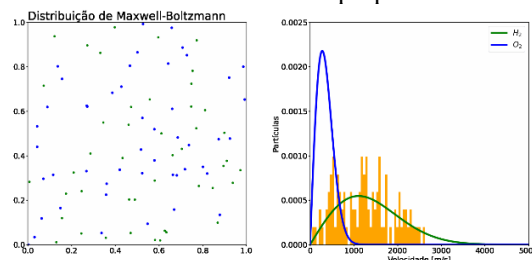 Distribuição de Maxwell-Boltzmann
1.0
0.8
0.6
0.4
0.2
0.0
0.0 0.2 0.4 0.6 0.8 1.0
Partículas
0.0025
0.0020
0.0015
0.0010
0.0005
0.0000
H₂
O₂
0 1000 2000 3000 4000 500
Velocidade [m/s]